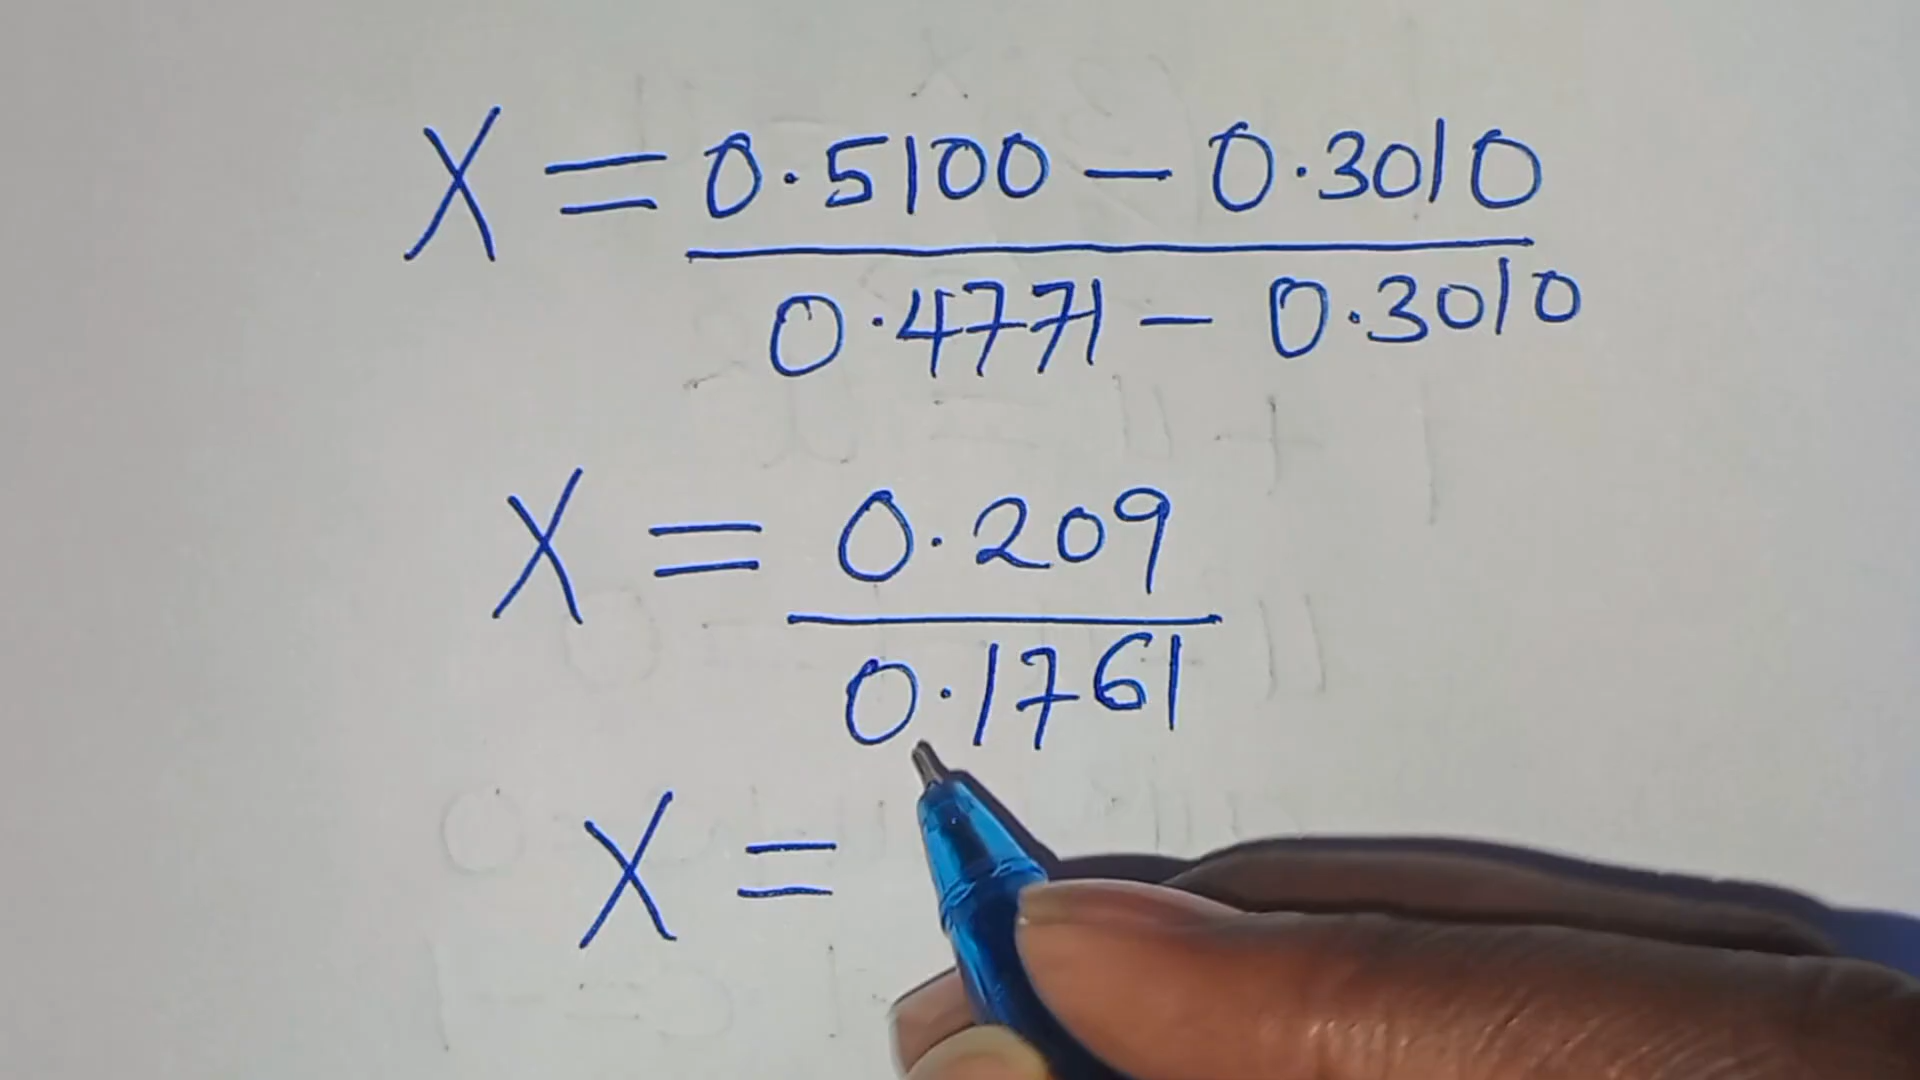 X = 0.5100 - 0.3010
0.4771 - 0.3010
X = 0.209
0.1761
X =